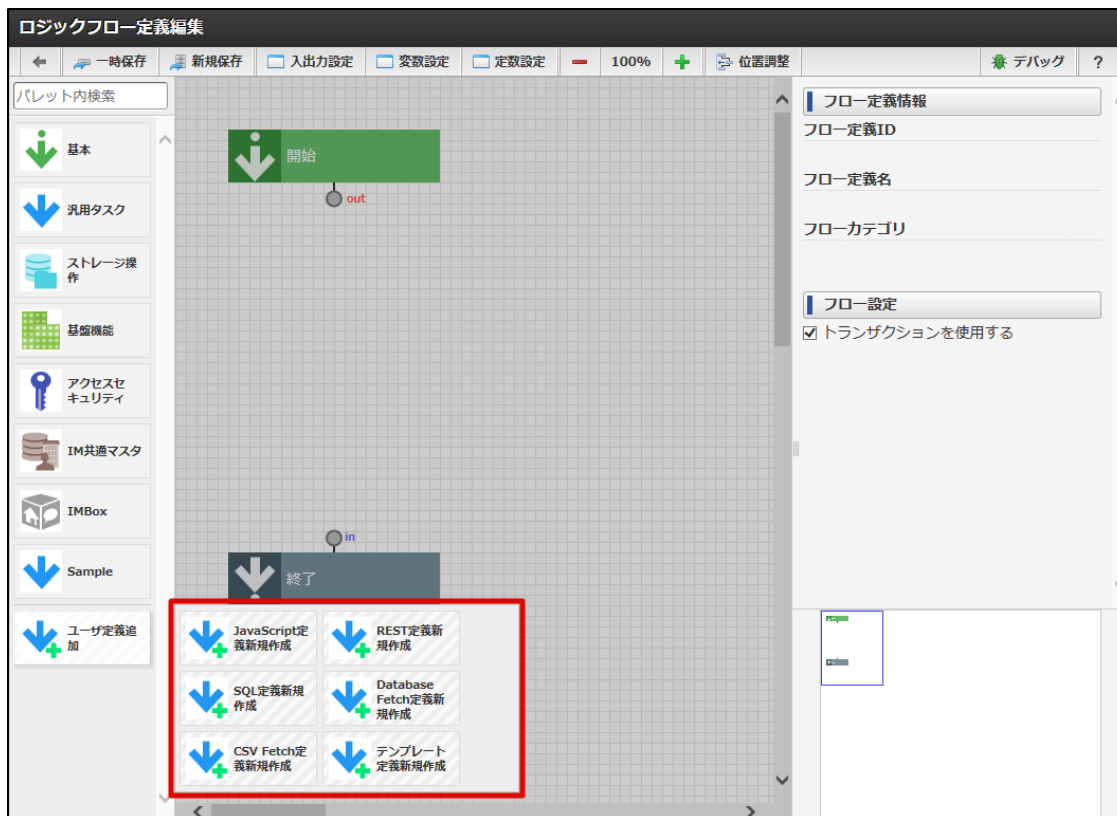 ロジックフロー定義編集
一時保存 新規保存 入出力設定 変数設定 定数設定 100% 位置調整 デバッグ ?
パレット内検索
基本
汎用タスク
ストレージ操
作
基盤機能
アクセスセ
キュリティ
IM共通マスタ
IMBox
Sample
ユーザ定義追
加
開始
out
in
終了
JavaScript定
義新規作成
REST定義新
規作成
SQL定義新規
作成
Database
Fetch定義新
規作成
CSV Fetch定
義新規作成
テンプレート
定義新規作成
フロー定義情報
フロー定義ID
フロー定義名
フローカテゴリ
フロー設定
トランザクションを使用する